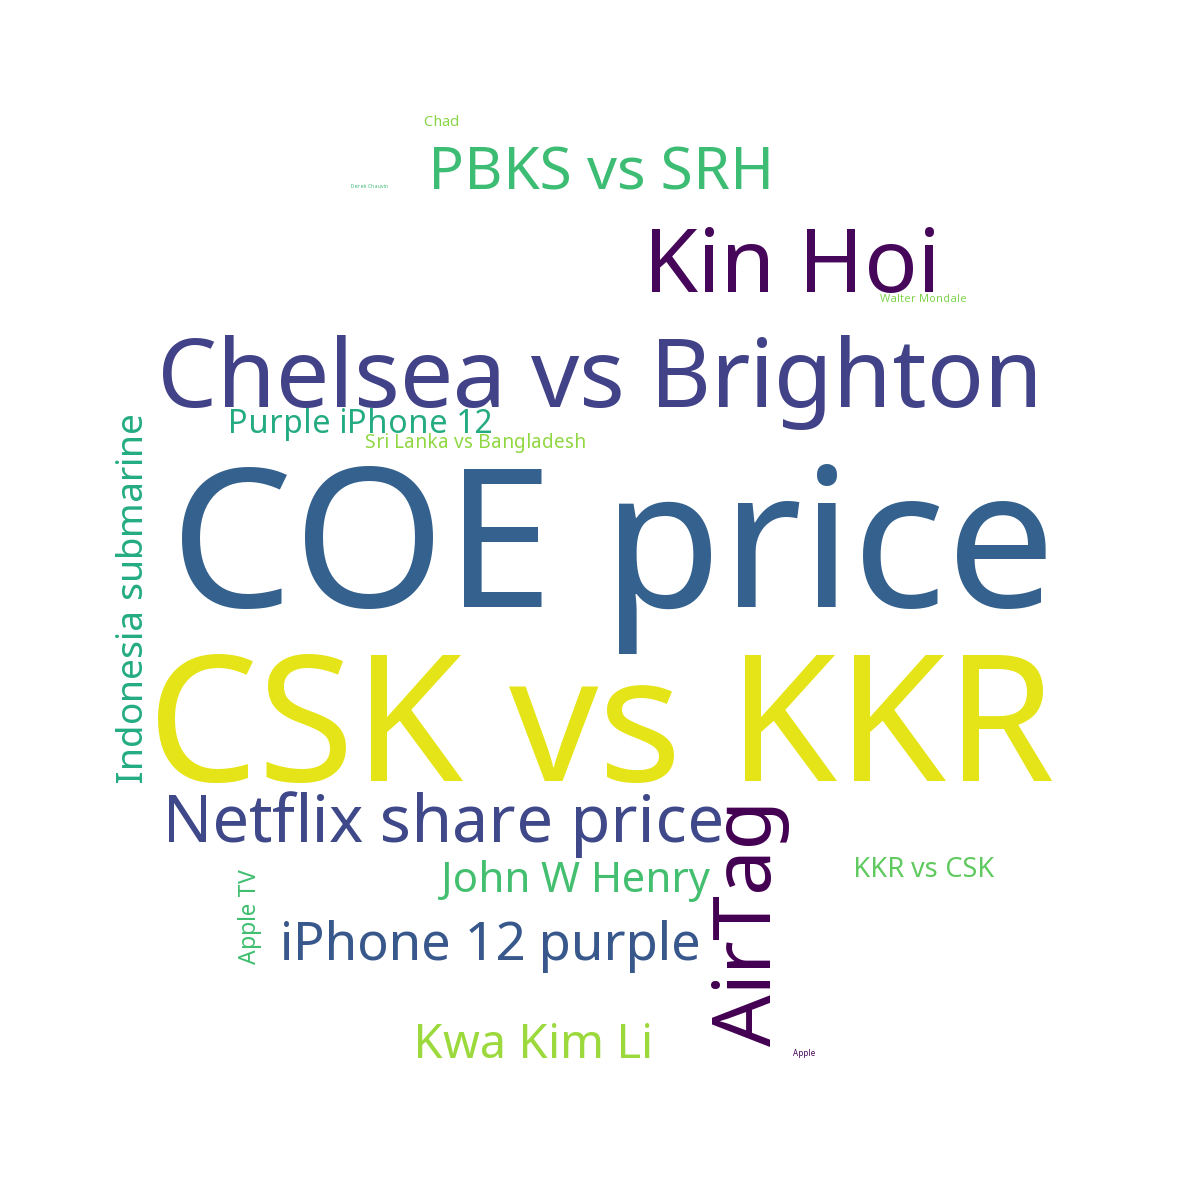 Chad
PBKS vs SRH
Derek Chauvin
Kin Hoi
Walter Mondale
Chelsea vs Brighton
Purple iPhone 12
Sri Lanka vs Bangladesh
Indonesia submarine
COE price
CSK vs KKR
Netflix share price
AirTag
John W Henry
KKR vs CSK
Apple TV
iPhone 12 purple
Kwa Kim Li
Apple